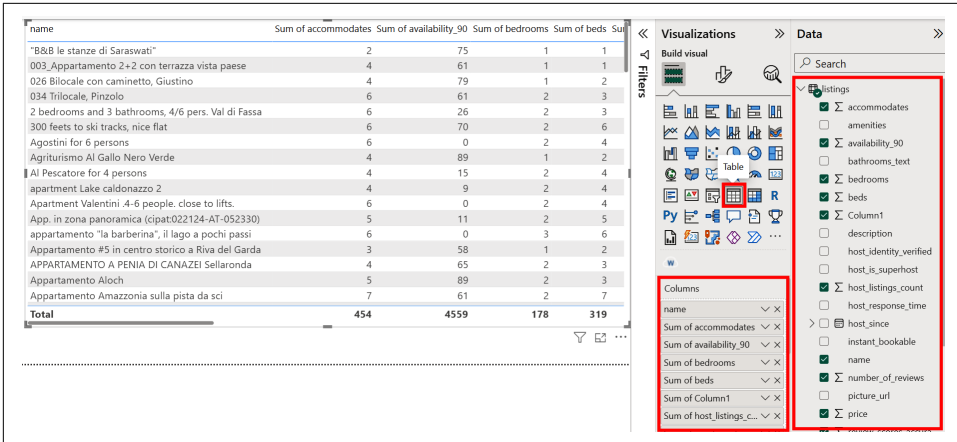 name Sum of accommodates Sum of availability_90 Sum of bedrooms Sum of beds Sur
"B&B le stanze di Saraswati" 2 75 1 1
003_Appartamento 2+2 con terrazza vista paese 4 61 1 1
026 Bilocale con caminetto, Giustino 4 79 1 2
034 Trilocale, Pinzolo 6 61 2 3
2 bedrooms and 3 bathrooms, 4/6 pers. Val di Fassa 6 26 2 3
300 feets to ski tracks, nice flat 6 70 2 6
Agostini for 6 persons 6 0 2 4
Agriturismo Al Gallo Nero Verde 4 89 1 2
Al Pescatore for 4 persons 4 15 2 4
apartment Lake caldonazzo 2 4 9 2 4
Apartment Valentini .4-6 people. close to lifts. 6 0 2 4
App. in zona panoramica (cipat:022124-AT-052330) 5 11 2 5
appartamento "la barberina", il lago a pochi passi 6 0 3 6
Appartamento #5 in centro storico a Riva del Garda 3 58 1 2
APPARTAMENTO A PENIA DI CANAZEI Sellaronda 4 65 2 3
Appartamento Aloch 5 89 2 3
Appartamento Amazzonia sulla pista da sci 7 61 2 7
Total 454 4559 178 319
Filters
Visualizations
Build visual
Table
123
R
Py
123
W
Columns
name
Sum of accommodates
Sum of availability_90
Sum of bedrooms
Sum of beds
Sum of Column1
Sum of host_listings_c...
Data
Search
listings
∑ accommodates
amenities
∑ availability_90
bathrooms_text
∑ bedrooms
∑ beds
∑ Column1
description
host_identity_verified
host_is_superhost
∑ host_listings_count
host_response_time
host_since
instant_bookable
name
∑ number_of_reviews
picture_url
∑ price